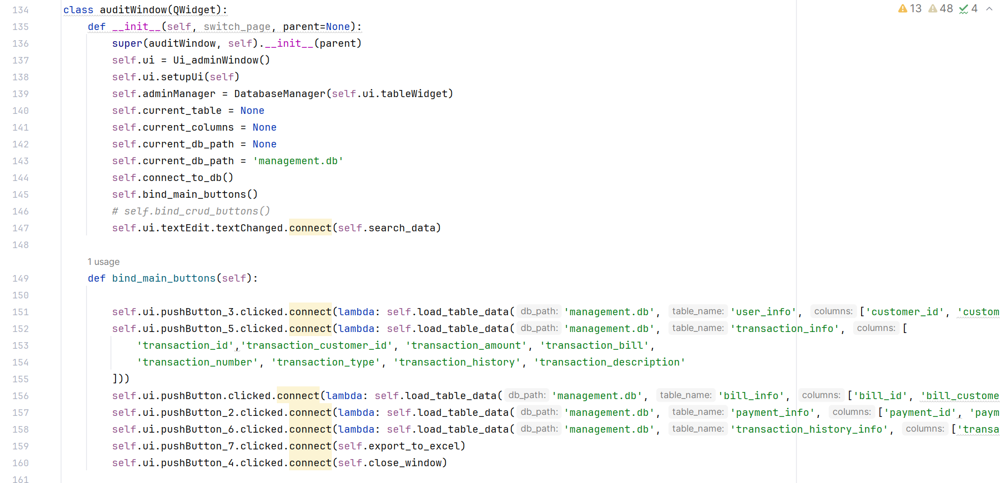 134 class auditWindow(QWidget):
13 48 4
135 def __init__(self, switch_page, parent=None):
136 super(auditWindow, self).__init__(parent)
137 self.ui = Ui_adminWindow()
138 self.ui.setupUi(self)
139 self.adminManager = DatabaseManager(self.ui.tableWidget)
140 self.current_table = None
141 self.current_columns = None
142 self.current_db_path = None
143 self.current_db_path = 'management.db'
144 self.connect_to_db()
145 self.bind_main_buttons()
146 # self.bind_crud_buttons()
147 self.ui.textEdit.textChanged.connect(self.search_data)
148
1 usage
149 def bind_main_buttons(self):
150
151 self.ui.pushButton_3.clicked.connect(lambda: self.load_table_data( db_path: 'management.db', table_name: 'user_info', columns: ['customer_id', 'custom
152 self.ui.pushButton_5.clicked.connect(lambda: self.load_table_data( db_path: 'management.db', table_name: 'transaction_info', columns: [
153 'transaction_id','transaction_customer_id', 'transaction_amount', 'transaction_bill',
154 'transaction_number', 'transaction_type', 'transaction_history', 'transaction_description'
155 ]))
156 self.ui.pushButton.clicked.connect(lambda: self.load_table_data( db_path: 'management.db', table_name: 'bill_info', columns: ['bill_id', 'bill_custome
157 self.ui.pushButton_2.clicked.connect(lambda: self.load_table_data( db_path: 'management.db', table_name: 'payment_info', columns: ['payment_id', 'paym
158 self.ui.pushButton_6.clicked.connect(lambda: self.load_table_data( db_path: 'management.db', table_name: 'transaction_history_info', columns: ['transa
159 self.ui.pushButton_7.clicked.connect(self.export_to_excel)
160 self.ui.pushButton_4.clicked.connect(self.close_window)
161